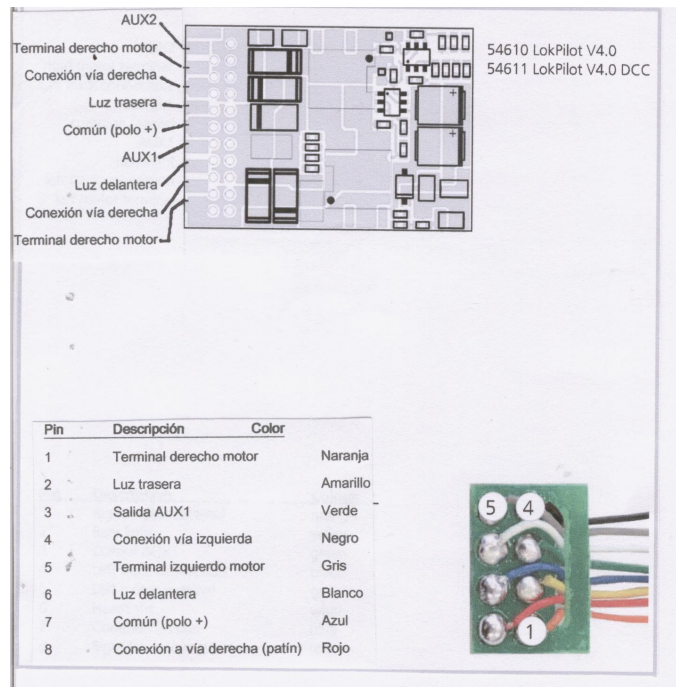 AUX2
Terminal derecho motor
Conexión vía derecha
Luz trasera
Común (polo +)
AUX1
Luz delantera
Conexión vía derecha
Terminal derecho motor
54610 LokPilot V4.0
54611 LokPilot V4.0 DCC
+
+
Pin Descripción Color
1 Terminal derecho motor Naranja
2 Luz trasera Amarillo
3 Salida AUX1 Verde
4 Conexión vía izquierda Negro
5 Terminal izquierdo motor Gris
6 Luz delantera Blanco
7 Común (polo +) Azul
8 Conexión a vía derecha (patín) Rojo
5 4
1